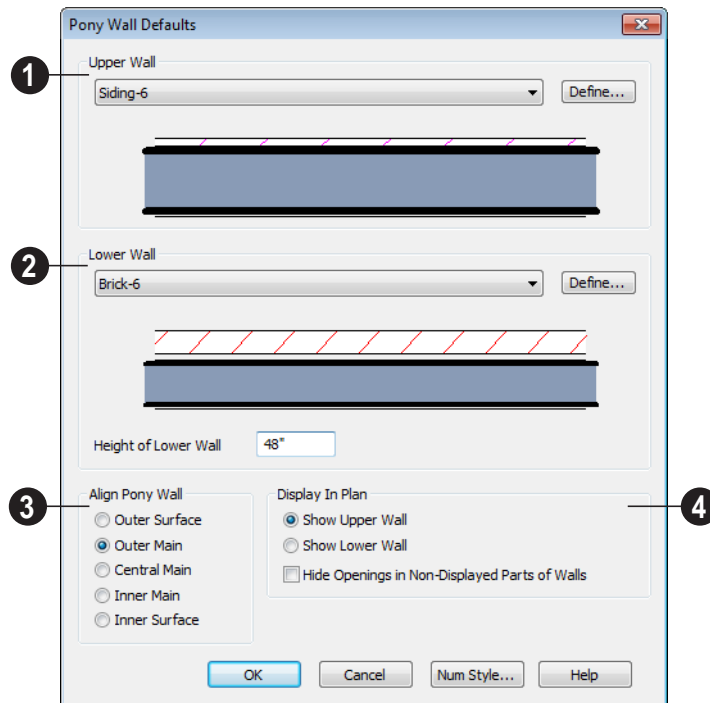 Pony Wall Defaults
1
Upper Wall
Siding-6
Define...
2
Lower Wall
Brick-6
Define...
Height of Lower Wall
48"
3
Align Pony Wall
Outer Surface
Outer Main
Central Main
Inner Main
Inner Surface
Display In Plan
4
Show Upper Wall
Show Lower Wall
Hide Openings in Non-Displayed Parts of Walls
OK
Cancel
Num Style...
Help